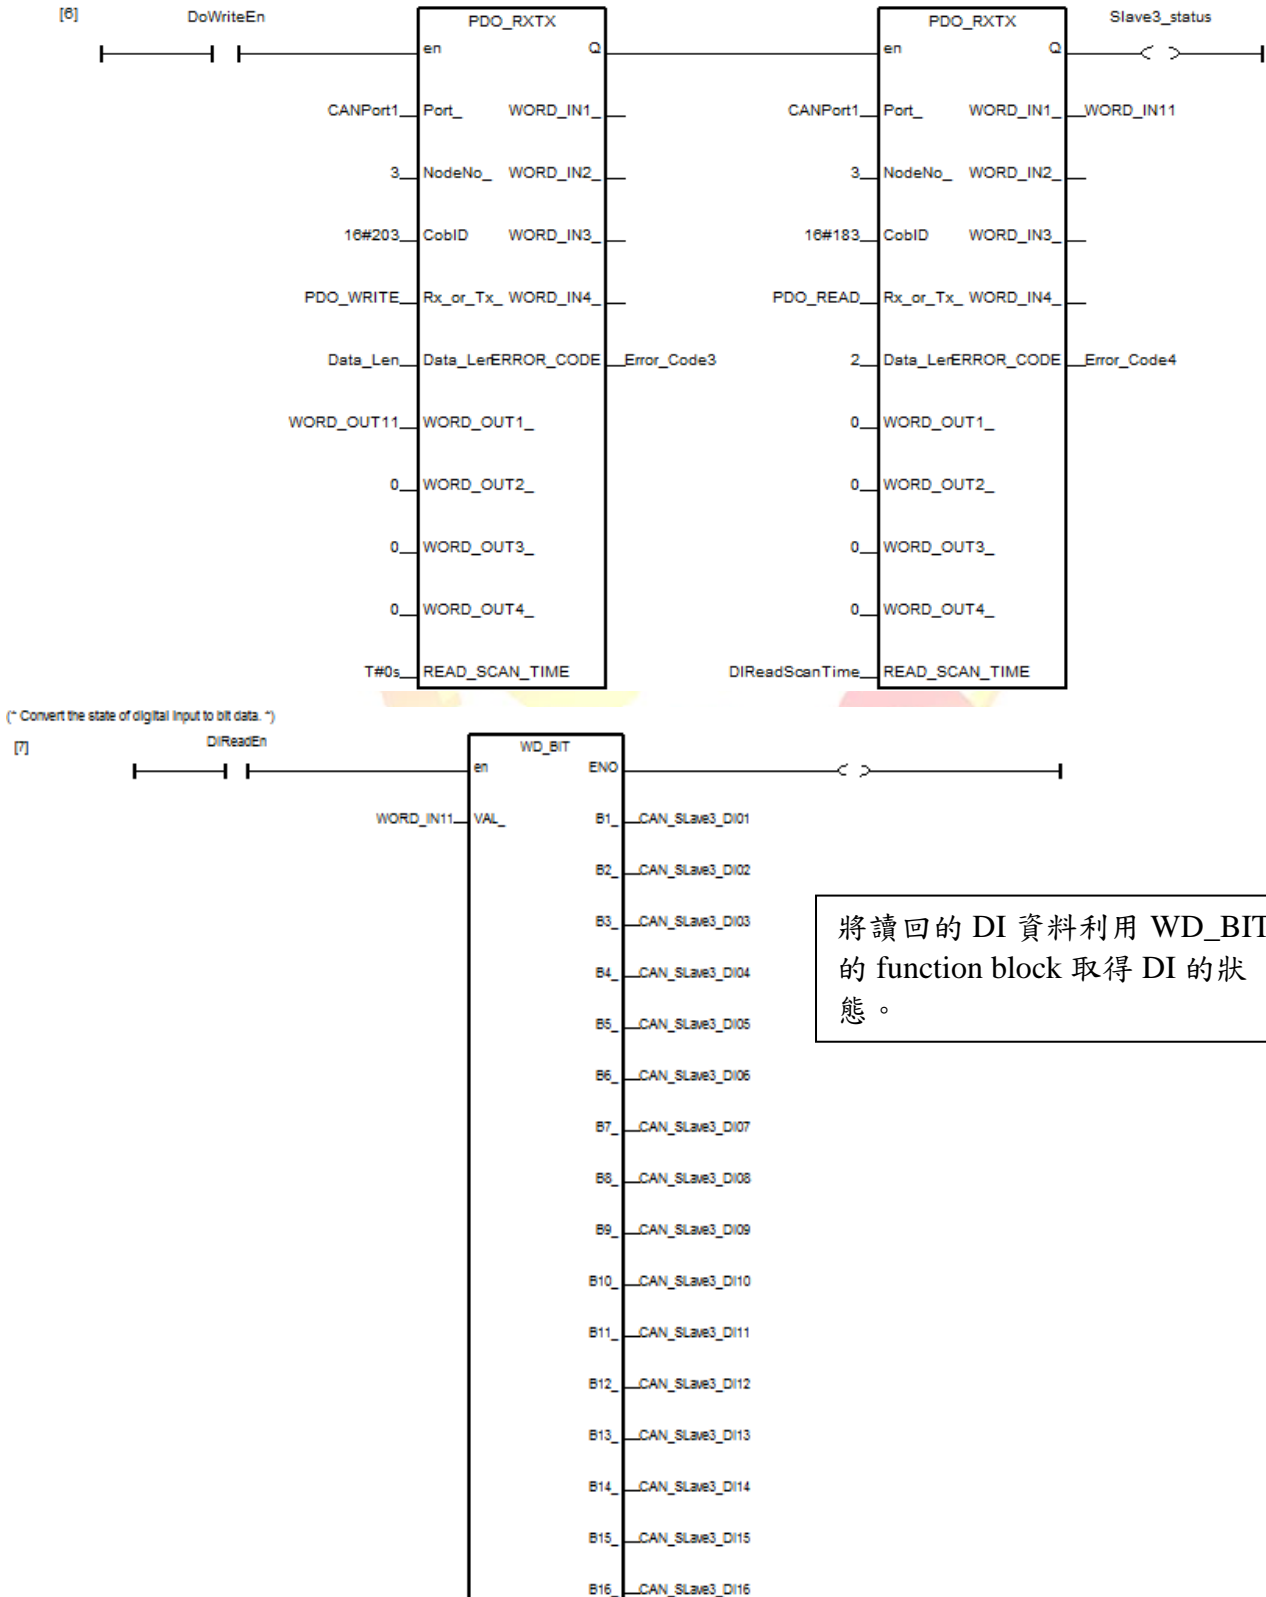 [6] DoWriteEn PDO_RXTX PDO_RXTX Slave3_status
en Q en Q
CANPort1 Port_ WORD_IN1_ CANPort1 Port_ WORD_IN1_ WORD_IN11
3 NodeNo_ WORD_IN2_ 3 NodeNo_ WORD_IN2_
16#203 CobID WORD_IN3_ 16#183 CobID WORD_IN3_
PDO_WRITE Rx_or_Tx_ WORD_IN4_ PDO_READ Rx_or_Tx_ WORD_IN4_
Data_Len Data_LenERROR_CODE Error_Code3 2 Data_LenERROR_CODE Error_Code4
WORD_OUT11 WORD_OUT1_ 0 WORD_OUT1_
0 WORD_OUT2_ 0 WORD_OUT2_
0 WORD_OUT3_ 0 WORD_OUT3_
0 WORD_OUT4_ 0 WORD_OUT4_
T#0s READ_SCAN_TIME DIReadScanTime READ_SCAN_TIME
(* Convert the state of digital input to bit data. *)
[7] DIReadEn WD_BIT
en ENO
WORD_IN11 VAL_ B1_ CAN_SLave3_DI01
B2_ CAN_SLave3_DI02
B3_ CAN_SLave3_DI03
B4_ CAN_SLave3_DI04
B5_ CAN_SLave3_DI05
B6_ CAN_SLave3_DI06
B7_ CAN_SLave3_DI07
B8_ CAN_SLave3_DI08
B9_ CAN_SLave3_DI09
B10_ CAN_SLave3_DI10
B11_ CAN_SLave3_DI11
B12_ CAN_SLave3_DI12
B13_ CAN_SLave3_DI13
B14_ CAN_SLave3_DI14
B15_ CAN_SLave3_DI15
B16_ CAN_SLave3_DI16
將讀回的 DI 資料利用 WD_BIT
的 function block 取得 DI 的狀
態。